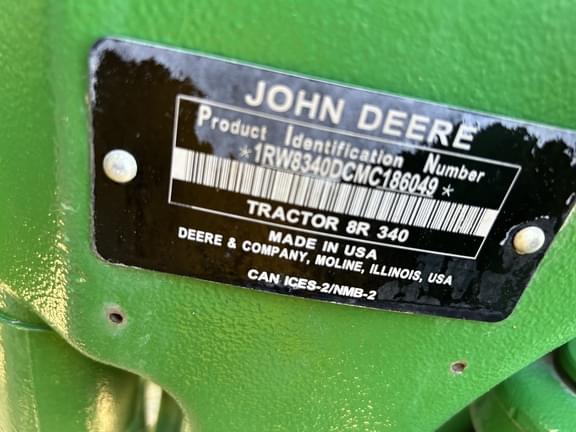 JOHN DEERE
Product Identification Number
*1RW8340DCMC186049*
TRACTOR 8R 340
MADE IN USA
DEERE & COMPANY, MOLINE, ILLINOIS, USA
CAN ICES-2/NMB-2